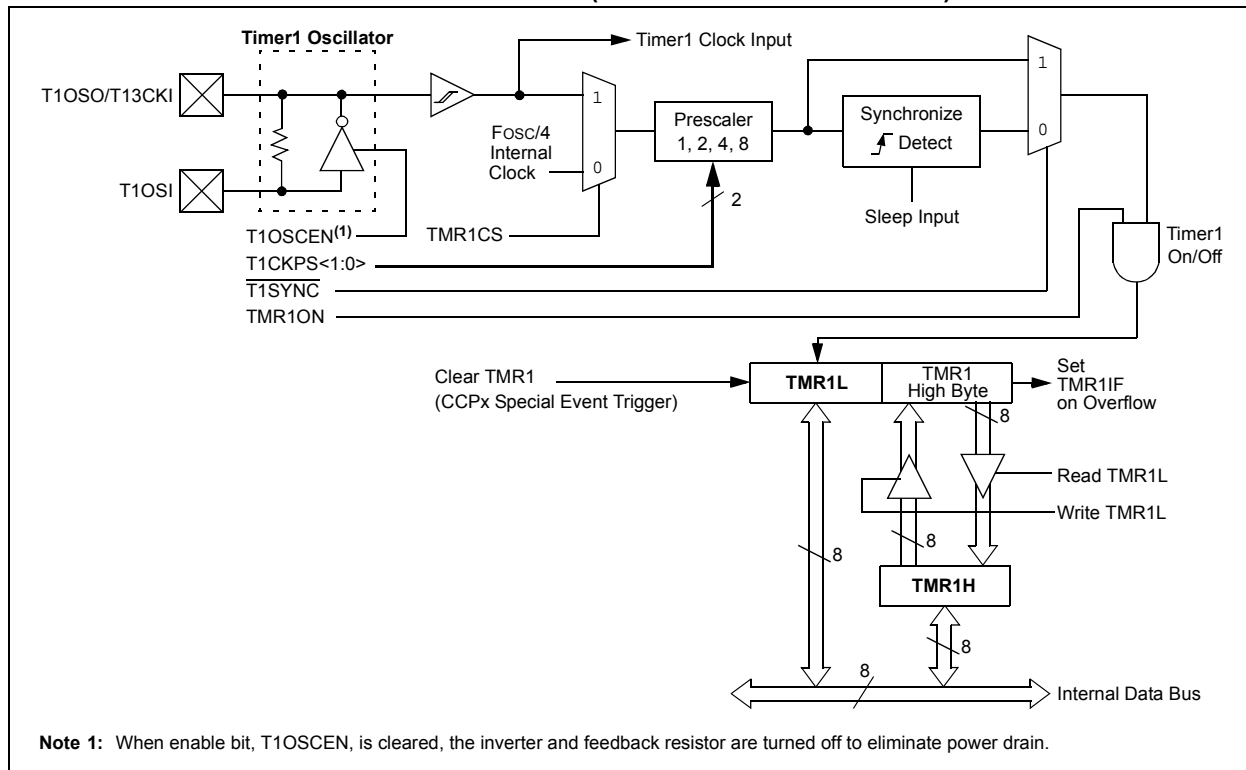 Timer1 Oscillator
Timer1 Clock Input
T1OSO/T13CKI
1
1
FOSC/4
Internal
Clock
Prescaler
1, 2, 4, 8
Synchronize
Detect
0
0
T1OSI
2
Sleep Input
T1OSCEN(1)
TMR1CS
Timer1
On/Off
T1CKPS<1:0>
T1SYNC
TMR1ON
Clear TMR1
(CCPx Special Event Trigger)
TMR1L
TMR1
High Byte
Set
TMR1IF
on Overflow
8
Read TMR1L
Write TMR1L
8
8
TMR1H
8
8
Internal Data Bus
Note 1: When enable bit, T1OSCEN, is cleared, the inverter and feedback resistor are turned off to eliminate power drain.